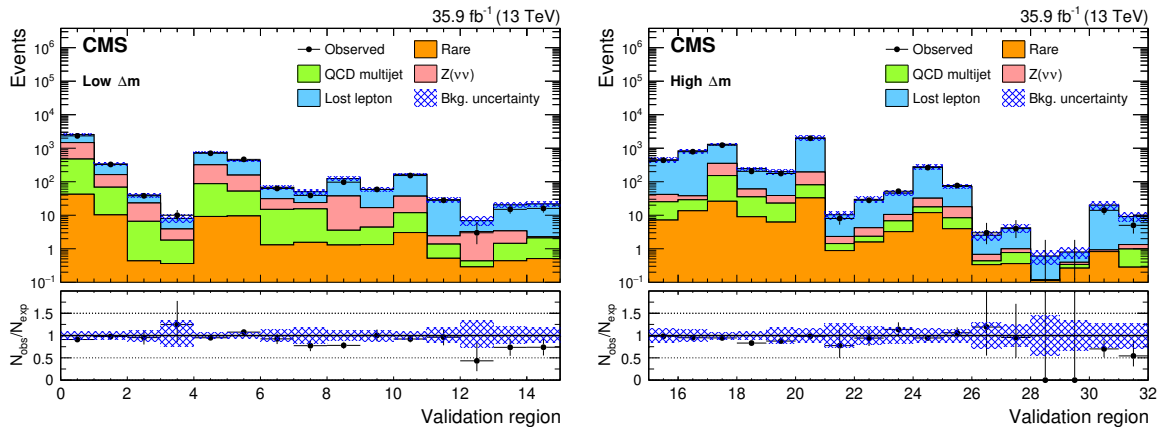 35.9 fb⁻¹ (13 TeV)
Events
CMS
Low Δm
Observed
Rare
QCD multijet
Z(νν)
Lost lepton
Bkg. uncertainty
10⁶
10⁵
10⁴
10³
10²
10
1
10⁻¹
N_obs/N_exp
1.5
1
0.5
0
0 2 4 6 8 10 12 14
Validation region
35.9 fb⁻¹ (13 TeV)
Events
CMS
High Δm
Observed
Rare
QCD multijet
Z(νν)
Lost lepton
Bkg. uncertainty
10⁶
10⁵
10⁴
10³
10²
10
1
10⁻¹
N_obs/N_exp
1.5
1
0.5
0
16 18 20 22 24 26 28 30 32
Validation region